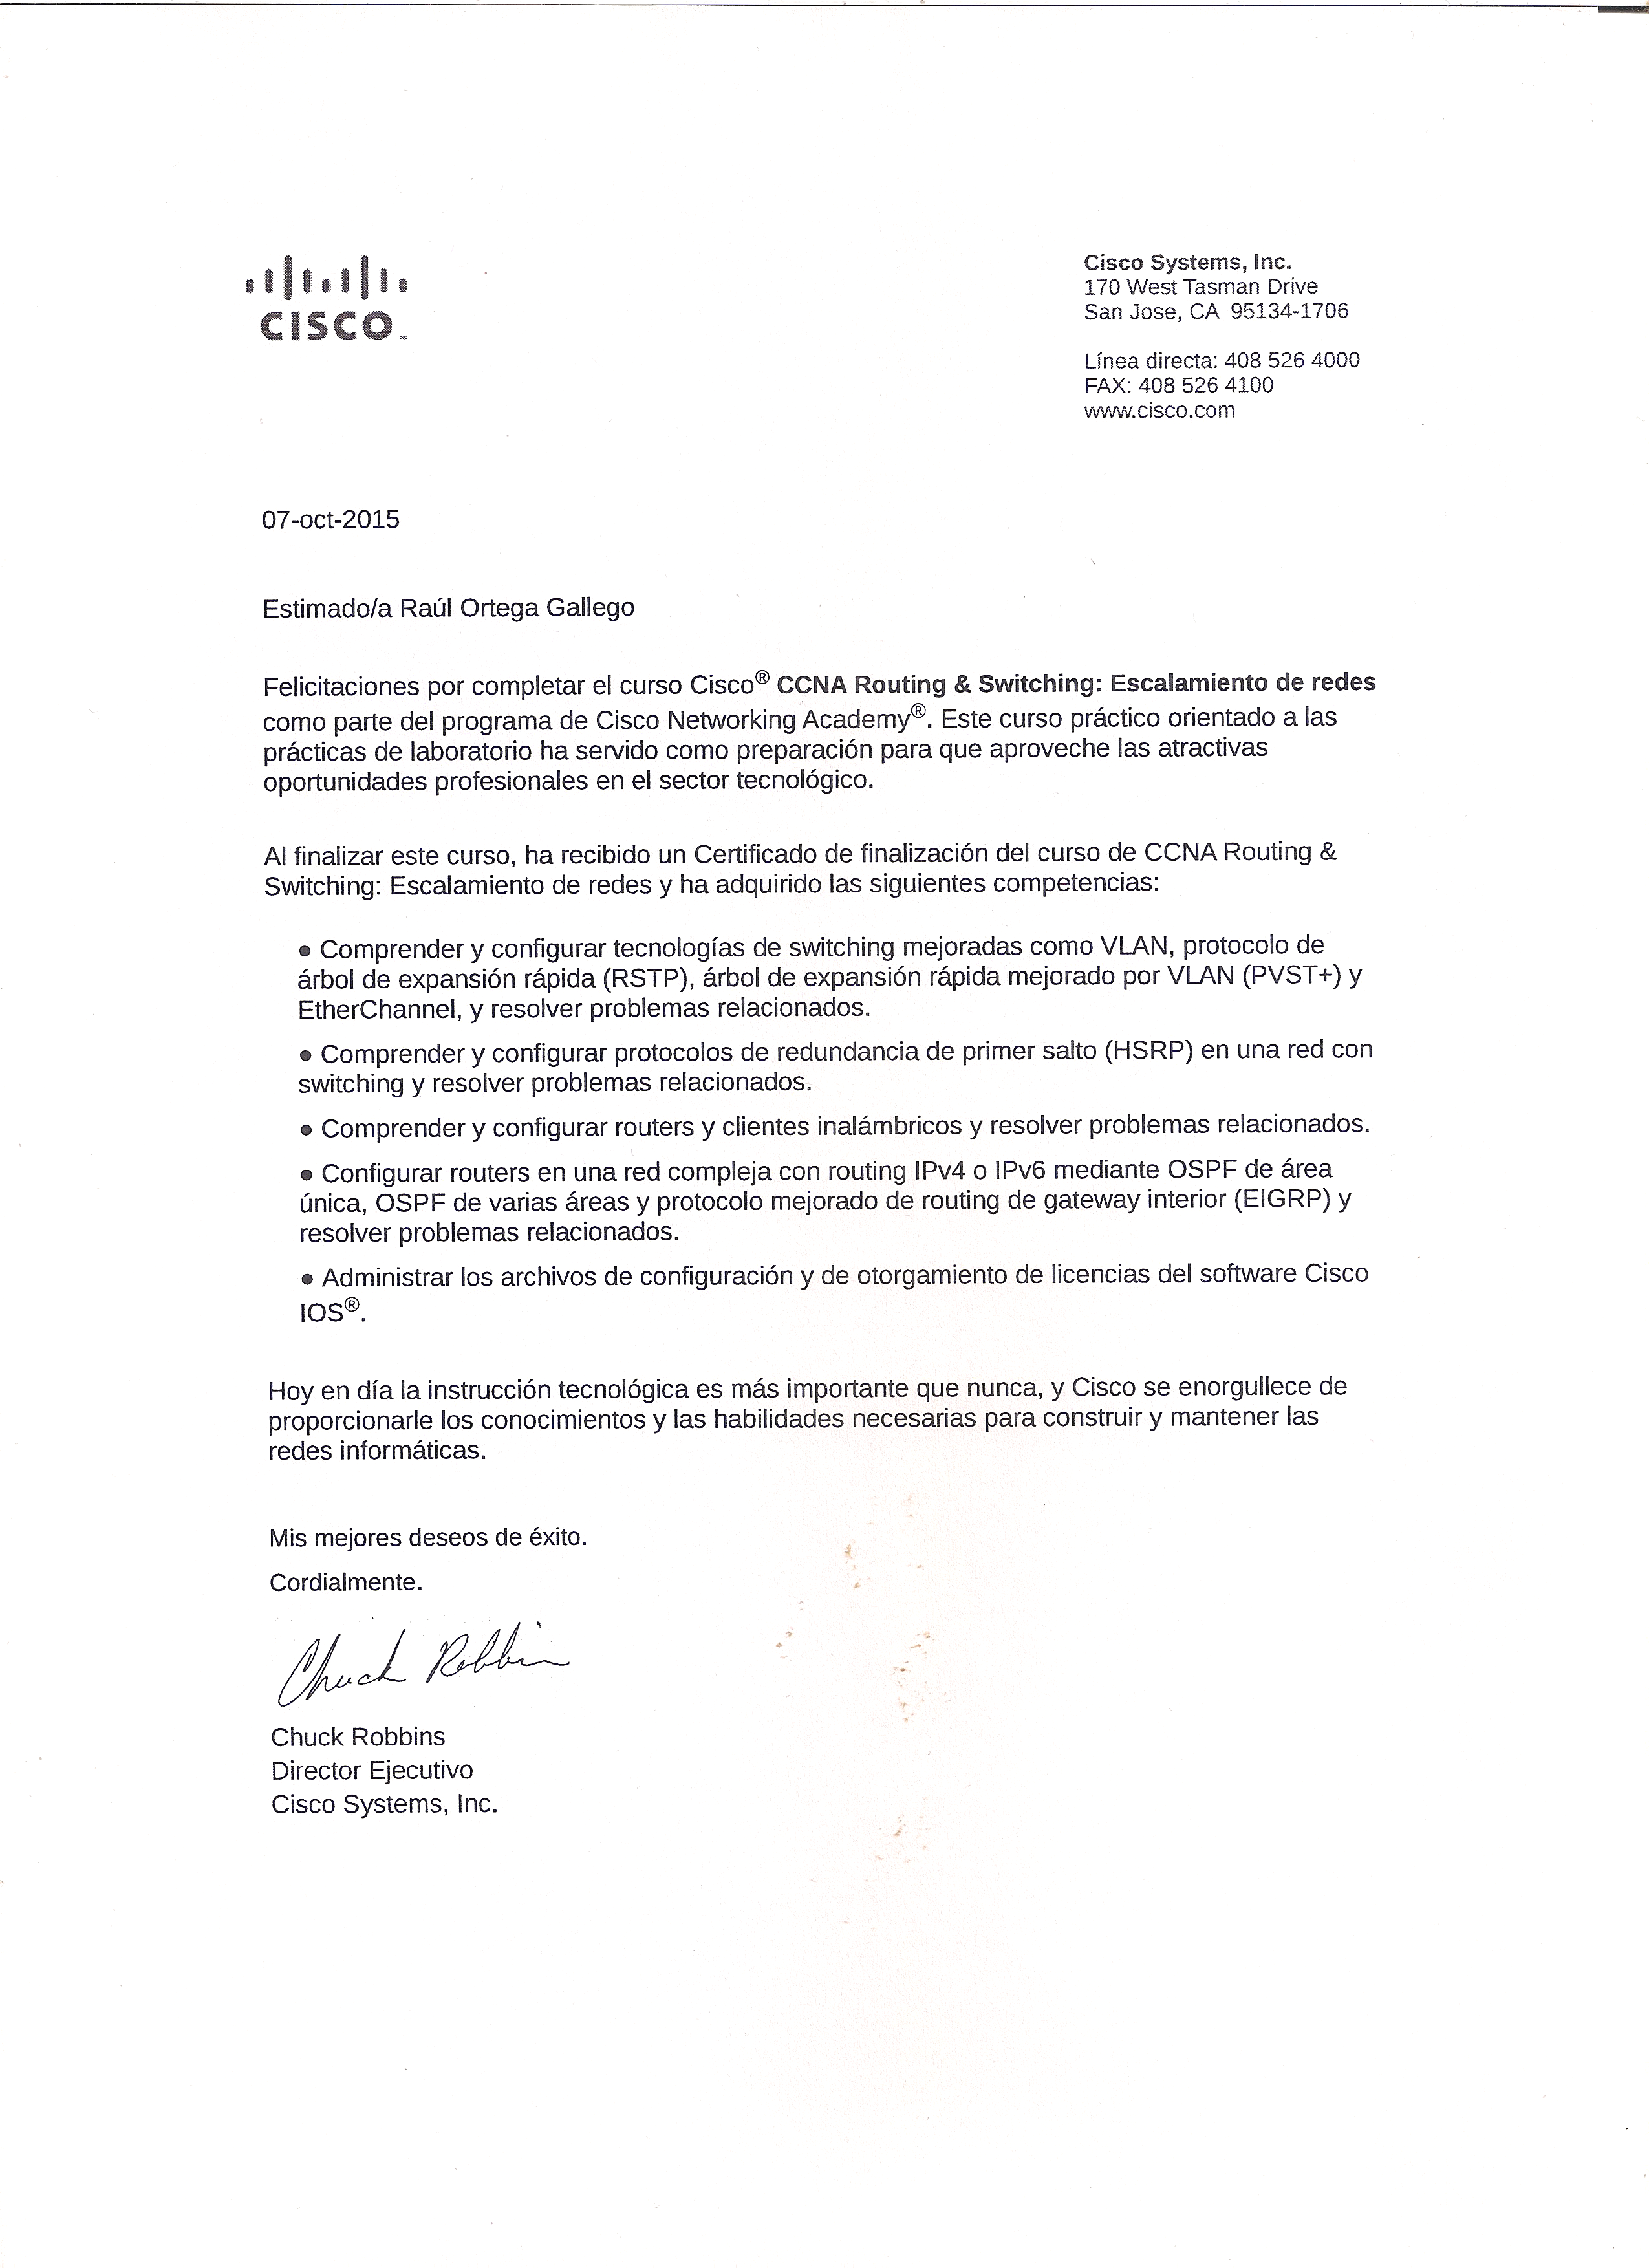 CISCO
Cisco Systems, Inc.
170 West Tasman Drive
San Jose, CA 95134-1706
Línea directa: 408 526 4000
FAX: 408 526 4100
www.cisco.com
07-oct-2015
Estimado/a Raúl Ortega Gallego
Felicitaciones por completar el curso Cisco® CCNA Routing & Switching: Escalamiento de redes
como parte del programa de Cisco Networking Academy®. Este curso práctico orientado a las
prácticas de laboratorio ha servido como preparación para que aproveche las atractivas
oportunidades profesionales en el sector tecnológico.
Al finalizar este curso, ha recibido un Certificado de finalización del curso de CCNA Routing &
Switching: Escalamiento de redes y ha adquirido las siguientes competencias:
● Comprender y configurar tecnologías de switching mejoradas como VLAN, protocolo de
árbol de expansión rápida (RSTP), árbol de expansión rápida mejorado por VLAN (PVST+) y
EtherChannel, y resolver problemas relacionados.
● Comprender y configurar protocolos de redundancia de primer salto (HSRP) en una red con
switching y resolver problemas relacionados.
● Comprender y configurar routers y clientes inalámbricos y resolver problemas relacionados.
● Configurar routers en una red compleja con routing IPv4 o IPv6 mediante OSPF de área
única, OSPF de varias áreas y protocolo mejorado de routing de gateway interior (EIGRP) y
resolver problemas relacionados.
● Administrar los archivos de configuración y de otorgamiento de licencias del software Cisco
IOS®.
Hoy en día la instrucción tecnológica es más importante que nunca, y Cisco se enorgullece de
proporcionarle los conocimientos y las habilidades necesarias para construir y mantener las
redes informáticas.
Mis mejores deseos de éxito.
Cordialmente.
Chuck Robbins
Chuck Robbins
Director Ejecutivo
Cisco Systems, Inc.